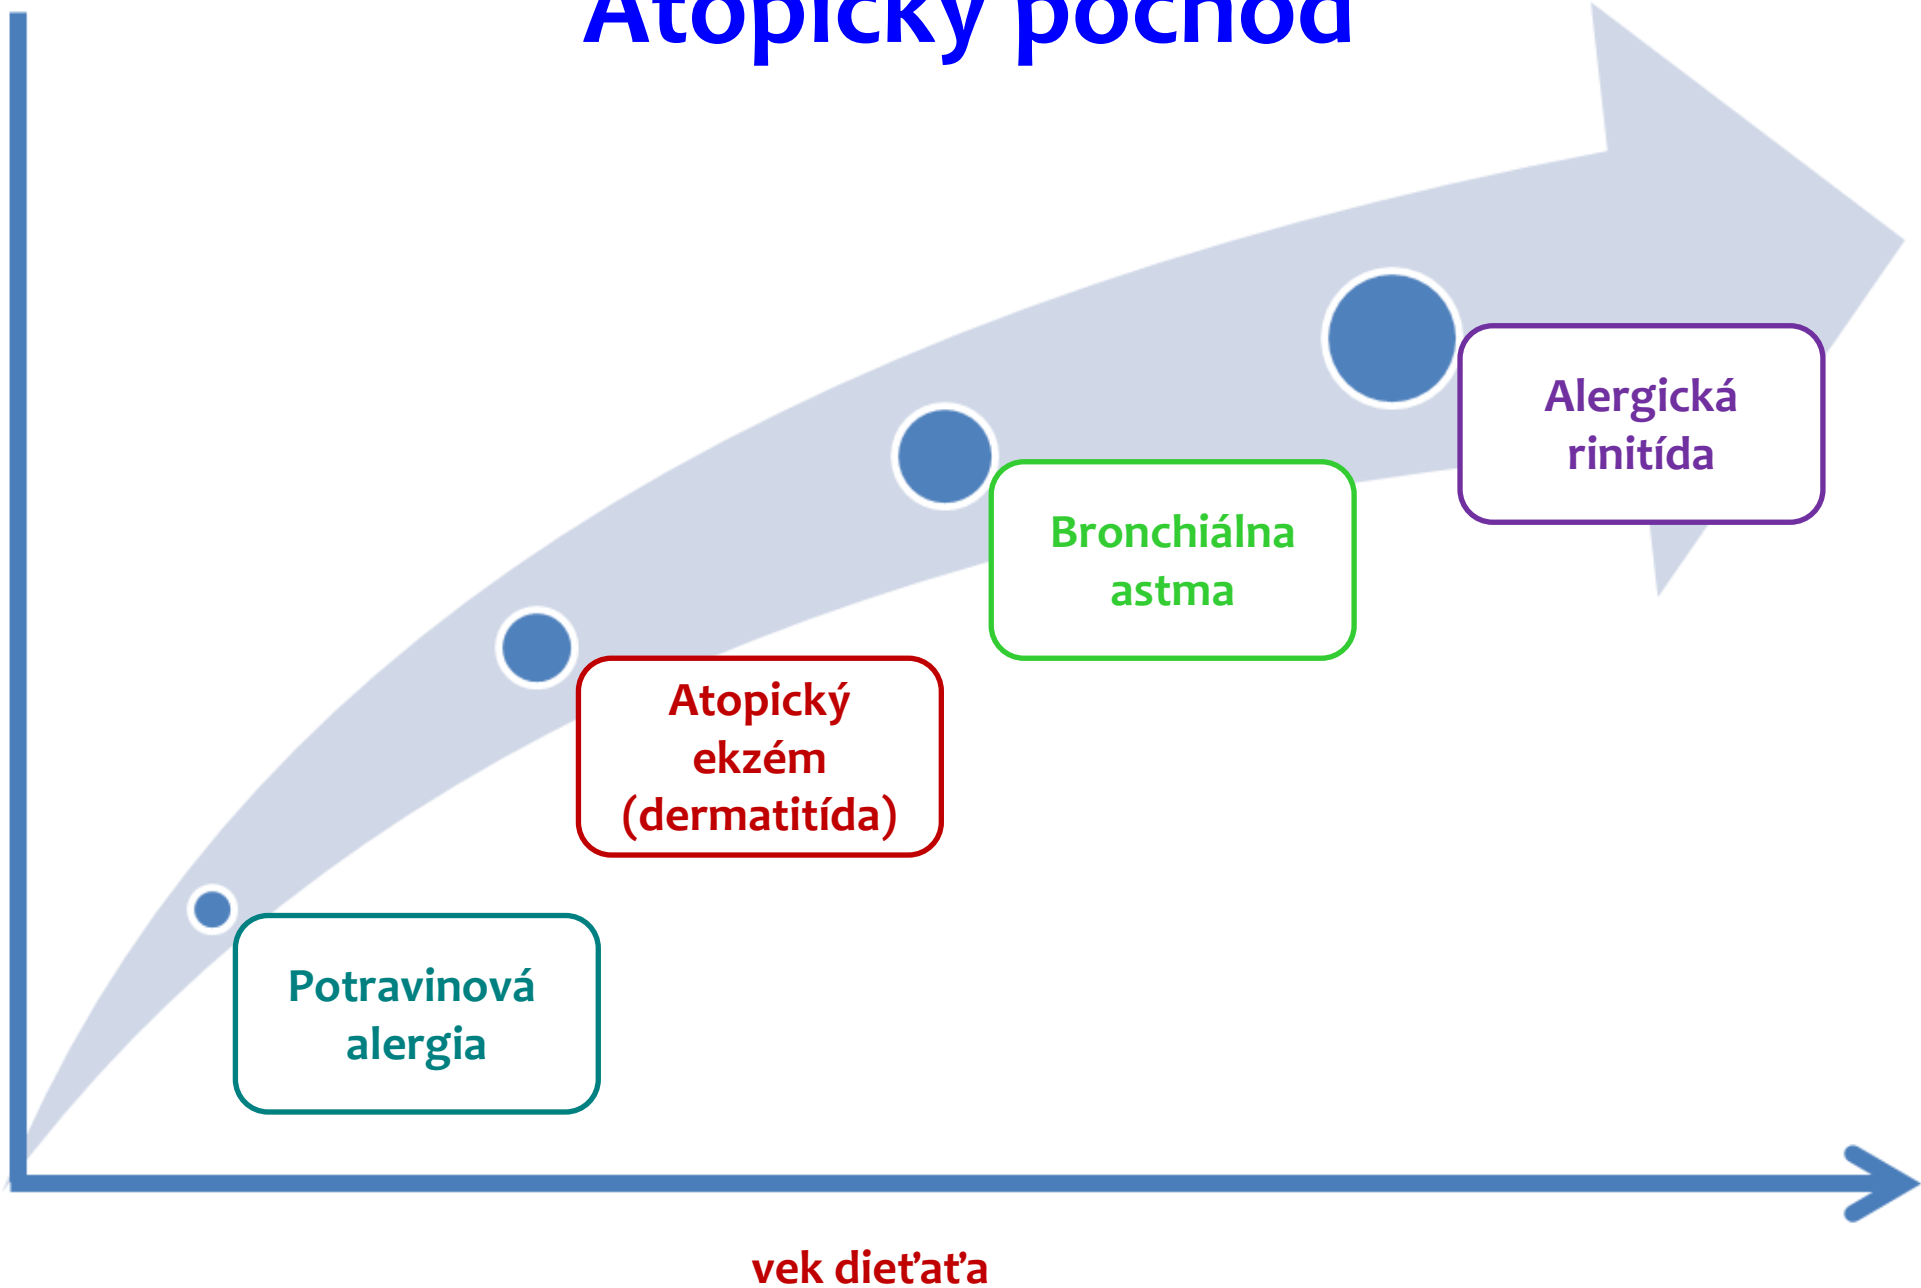 Atopický pochod
Alergická
rinitída
Bronchiálna
astma
Atopický
ekzém
(dermatitída)
Potravinová
alergia
vek dieťaťa